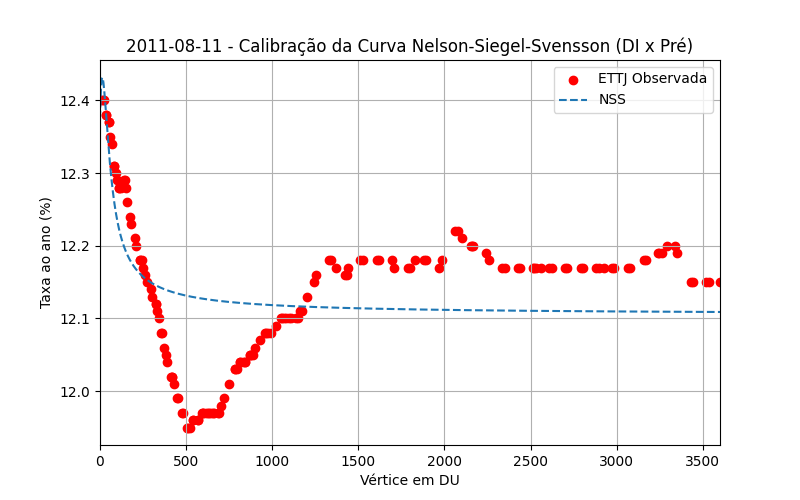 2011-08-11 - Calibração da Curva Nelson-Siegel-Svensson (DI x Pré)
ETTJ Observada
NSS
Taxa ao ano (%)
12.4
12.3
12.2
12.1
12.0
0 500 1000 1500 2000 2500 3000 3500
Vértice em DU